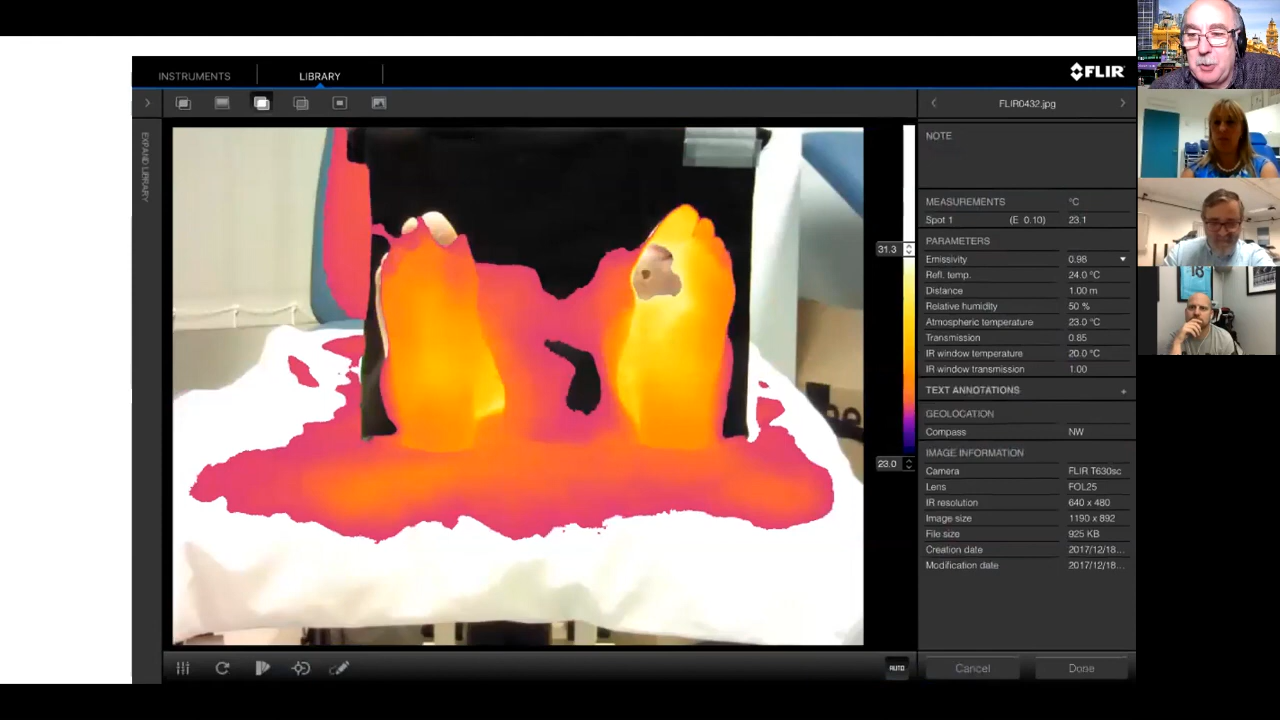 INSTRUMENTS
LIBRARY
FLIR
EXPAND LIBRARY
FLIR0432.jpg
NOTE
MEASUREMENTS °C
Spot 1 (E 0.10) 23.1
PARAMETERS
Emissivity 0.98
Refl. temp. 24.0 °C
Distance 1.00 m
Relative humidity 50 %
Atmospheric temperature 23.0 °C
Transmission 0.85
IR window temperature 20.0 °C
IR window transmission 1.00
TEXT ANNOTATIONS +
GEOLOCATION
Compass NW
IMAGE INFORMATION
Camera FLIR T630sc
Lens FOL25
IR resolution 640 x 480
Image size 1190 x 892
File size 925 KB
Creation date 2017/12/18...
Modification date 2017/12/18...
31.3
23.0
AUTO
Cancel
Done
18